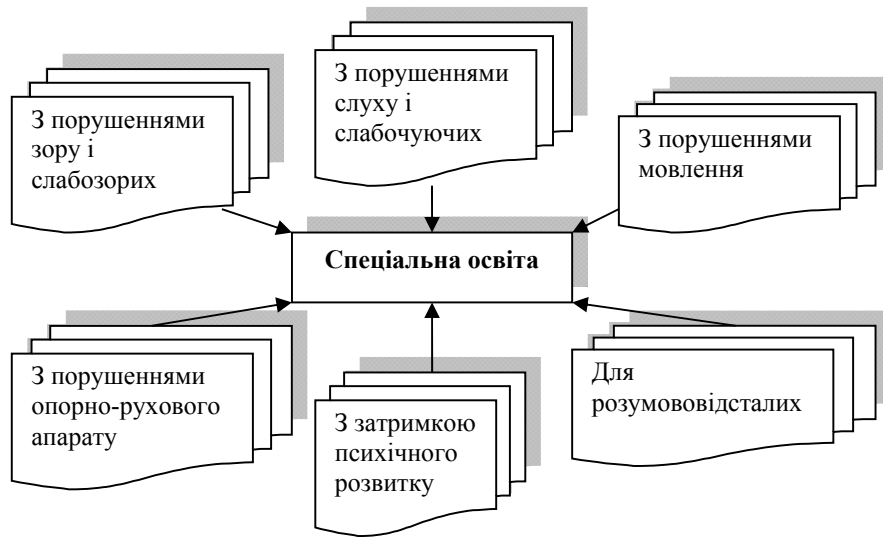 З порушеннями
зору і
слабозорих
З порушеннями
слуху і
слабочуючих
З порушеннями
мовлення
Спеціальна освіта
З порушеннями
опорно-рухового
апарату
З затримкою
психічного
розвитку
Для
розумововідсталих